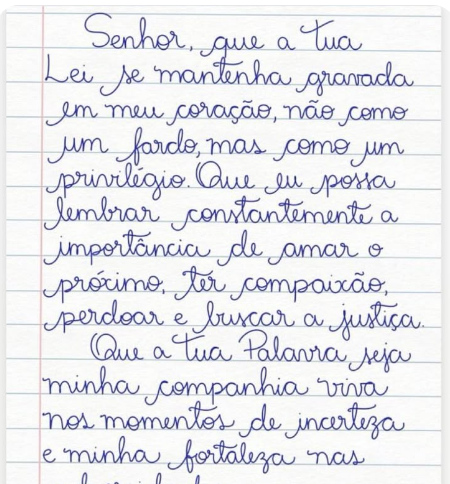 Senhor, que a tua
Lei se mantenha gravada
em meu coração, não como
um fardo, mas como um
privilégio. Que eu possa
lembrar constantemente a
importância de amar o
próximo, ter compaixão,
perdoar e buscar a justiça.
Que a tua Palavra seja
minha companhia viva
nos momentos de incerteza
e minha fortaleza nas